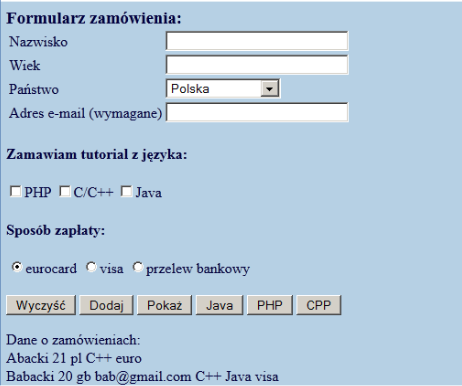 Formularz zamówienia:
Nazwisko
Wiek
Państwo Polska
Adres e-mail (wymagane)
Zamawiam tutorial z języka:
PHP C/C++ Java
Sposób zapłaty:
eurocard visa przelew bankowy
Wyczyść Dodaj Pokaż Java PHP CPP
Dane o zamówieniach:
Abacki 21 pl C++ euro
Babacki 20 gb bab@gmail.com C++ Java visa